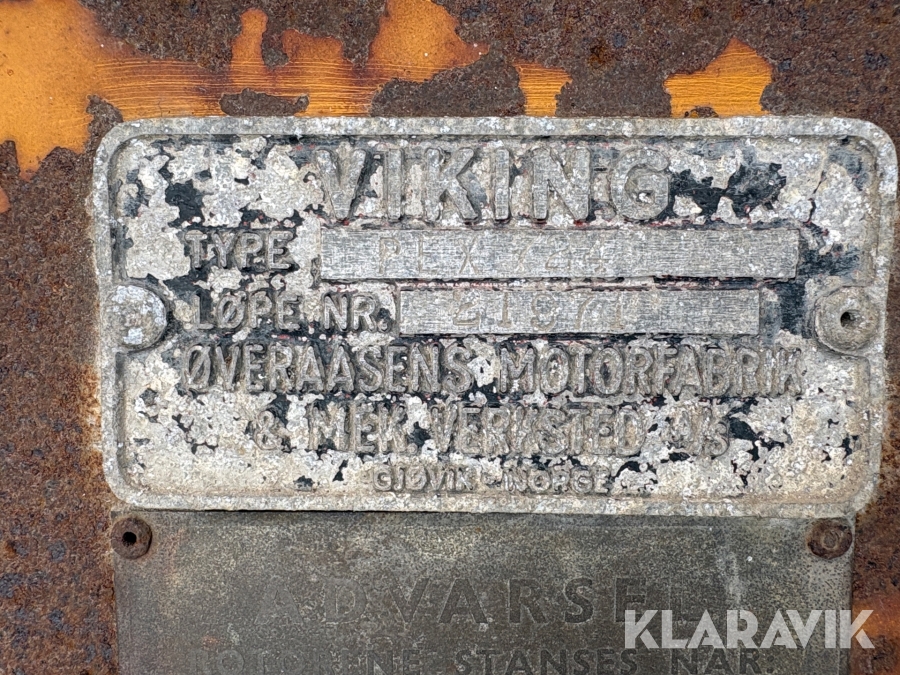 VIKING
TYPE
LØPE NR.
ØVERAASENS MOTORFABRIK
& MEK. VERKSTED A/S
GJØVIK - NORGE
ADVARSEL
STANSES NÅR:
KLARAVIK